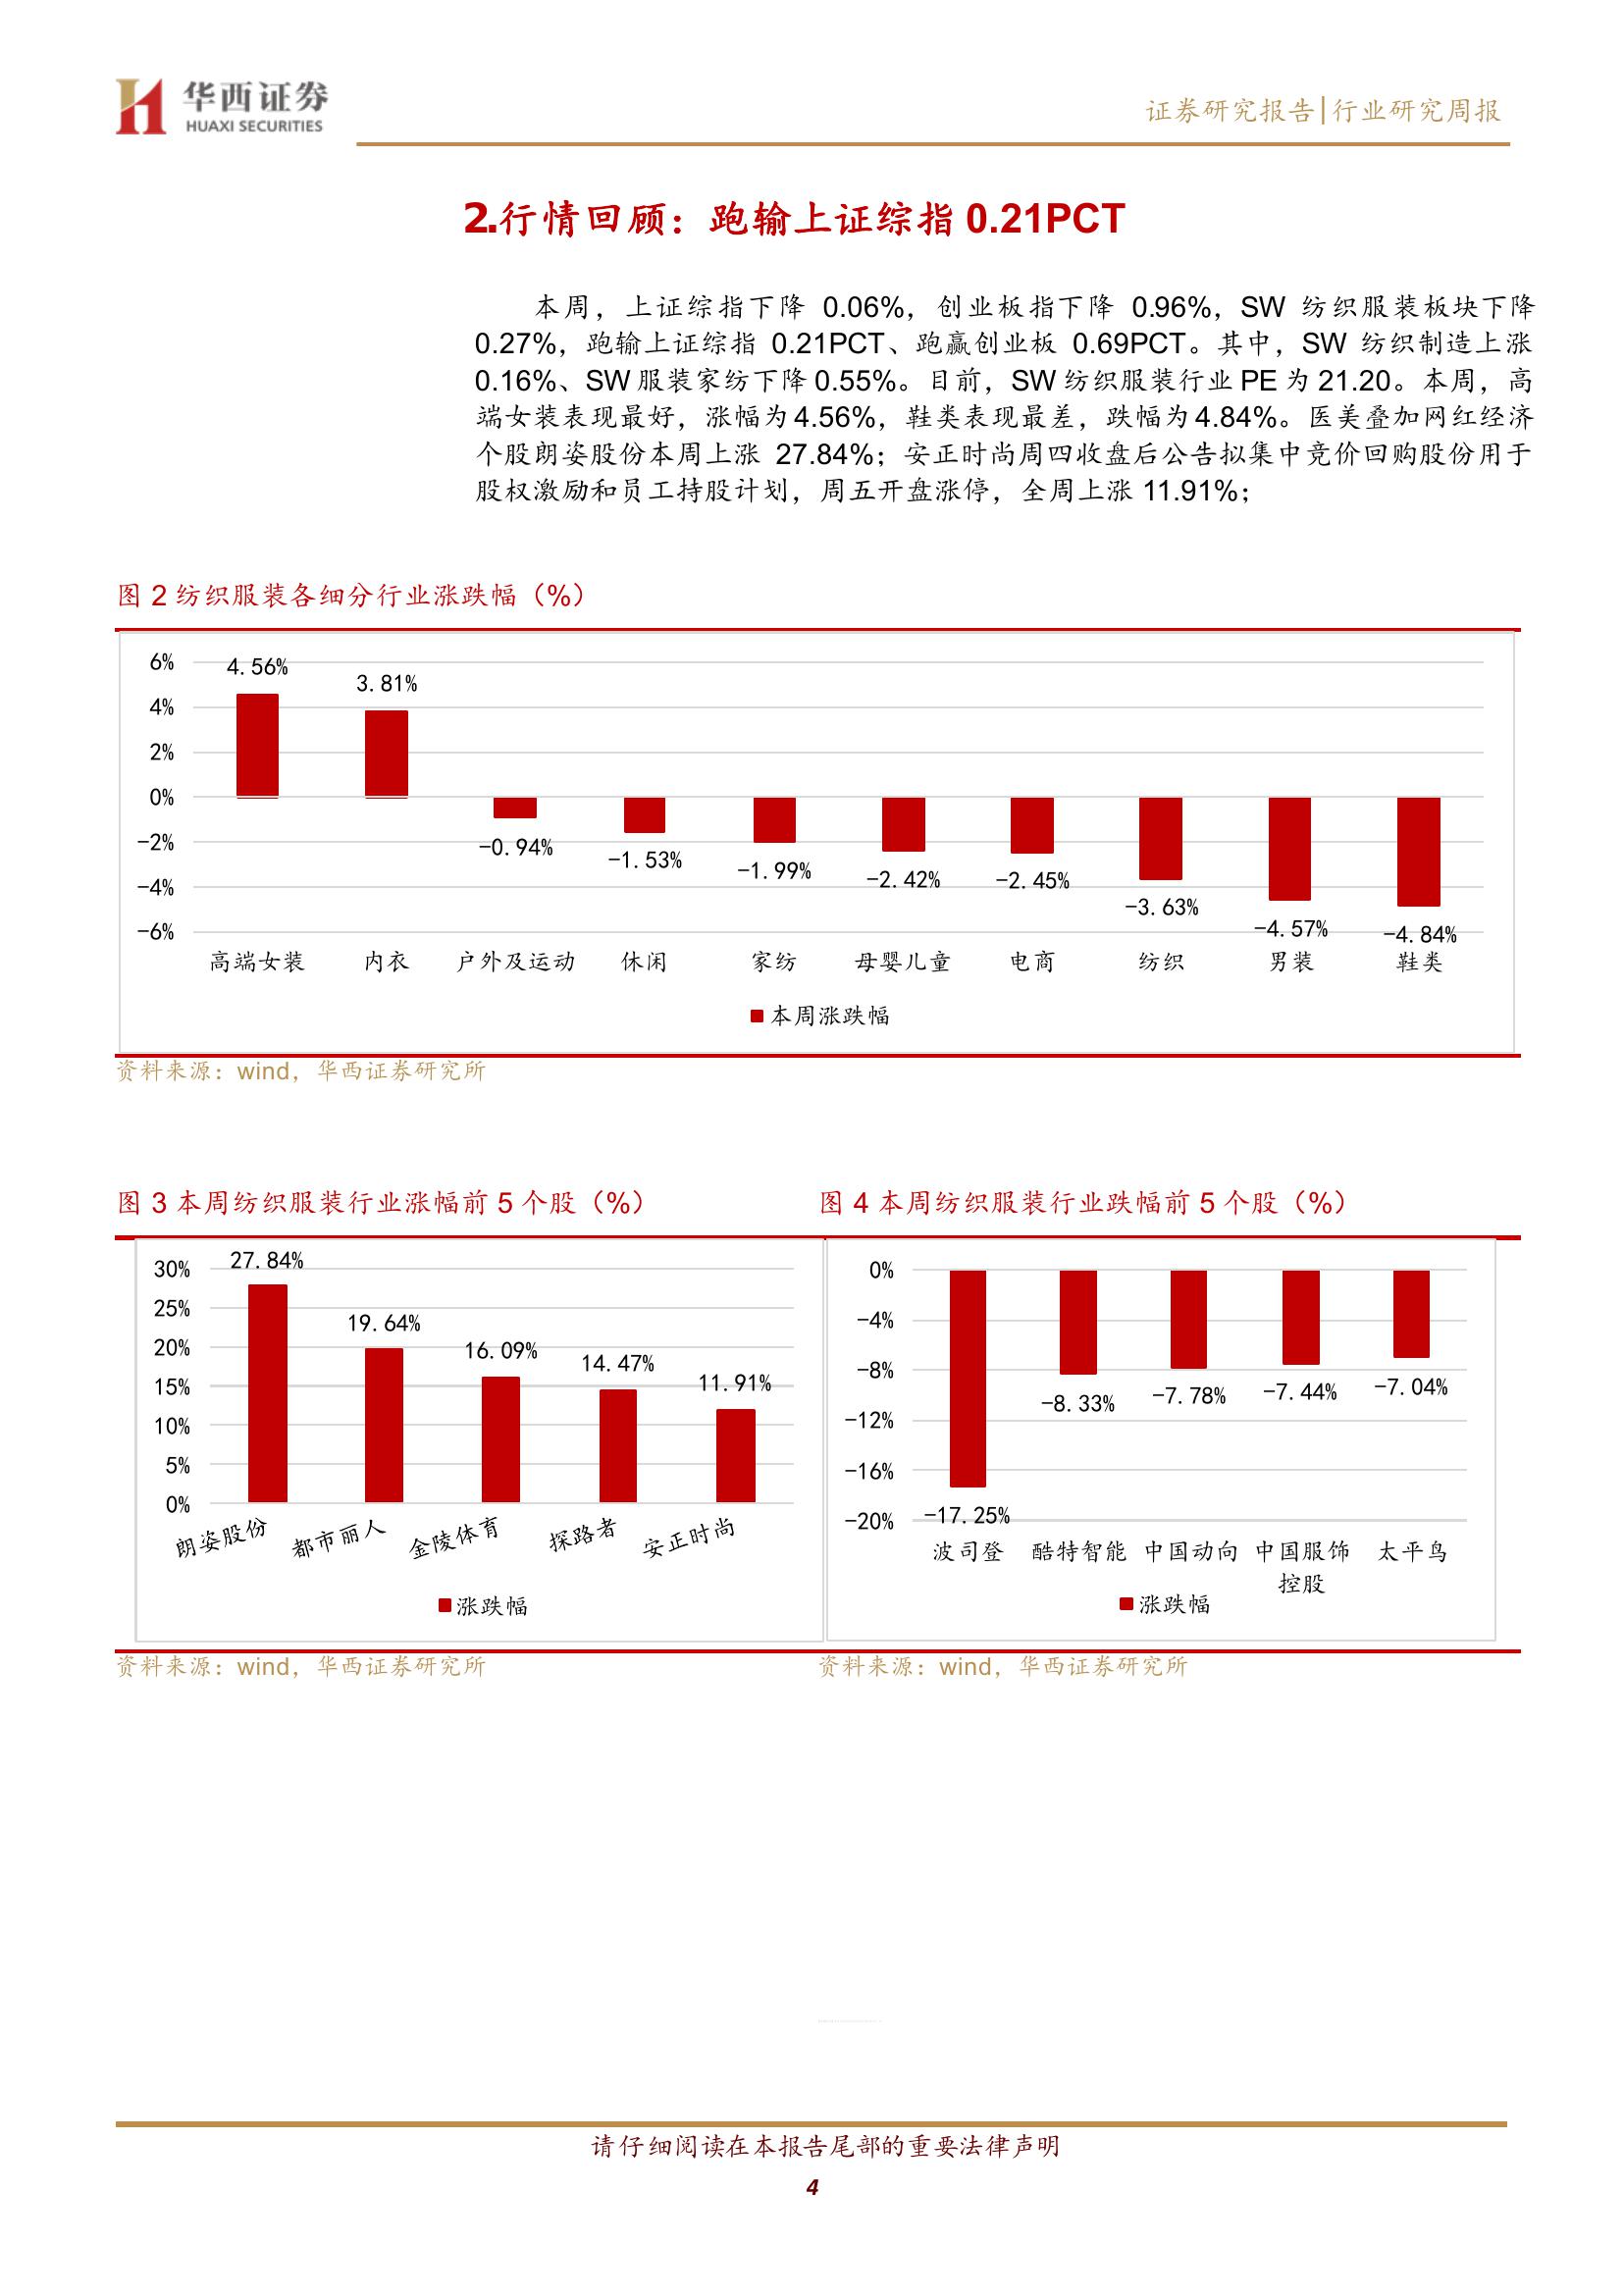 华西证券
HUAXI SECURITIES
证券研究报告|行业研究周报
2.行情回顾：跑输上证综指 0.21PCT
本周，上证综指下降 0.06%，创业板指下降 0.96%，SW 纺织服装板块下降
0.27%，跑输上证综指 0.21PCT、跑赢创业板 0.69PCT。其中，SW 纺织制造上涨
0.16%、SW 服装家纺下降 0.55%。目前，SW 纺织服装行业 PE 为 21.20。本周，高
端女装表现最好，涨幅为 4.56%，鞋类表现最差，跌幅为 4.84%。医美叠加网红经济
个股朗姿股份本周上涨 27.84%；安正时尚周四收盘后公告拟集中竞价回购股份用于
股权激励和员工持股计划，周五开盘涨停，全周上涨 11.91%；
图 2 纺织服装各细分行业涨跌幅（%）
6%
4%
2%
0%
-2%
-4%
-6%
4.56%
3.81%
-0.94%
-1.53%
-1.99%
-2.42%
-2.45%
-3.63%
-4.57%
-4.84%
高端女装 内衣 户外及运动 休闲 家纺 母婴儿童 电商 纺织 男装 鞋类
本周涨跌幅
资料来源：wind，华西证券研究所
图 3 本周纺织服装行业涨幅前 5 个股（%）
30%
25%
20%
15%
10%
5%
0%
27.84%
19.64%
16.09%
14.47%
11.91%
朗姿股份 都市丽人 金陵体育 探路者 安正时尚
涨跌幅
资料来源：wind，华西证券研究所
图 4 本周纺织服装行业跌幅前 5 个股（%）
0%
-4%
-8%
-12%
-16%
-20%
-17.25%
-8.33%
-7.78%
-7.44%
-7.04%
波司登 酷特智能 中国动向 中国服饰 太平鸟
控股
涨跌幅
资料来源：wind，华西证券研究所
请仔细阅读在本报告尾部的重要法律声明
4